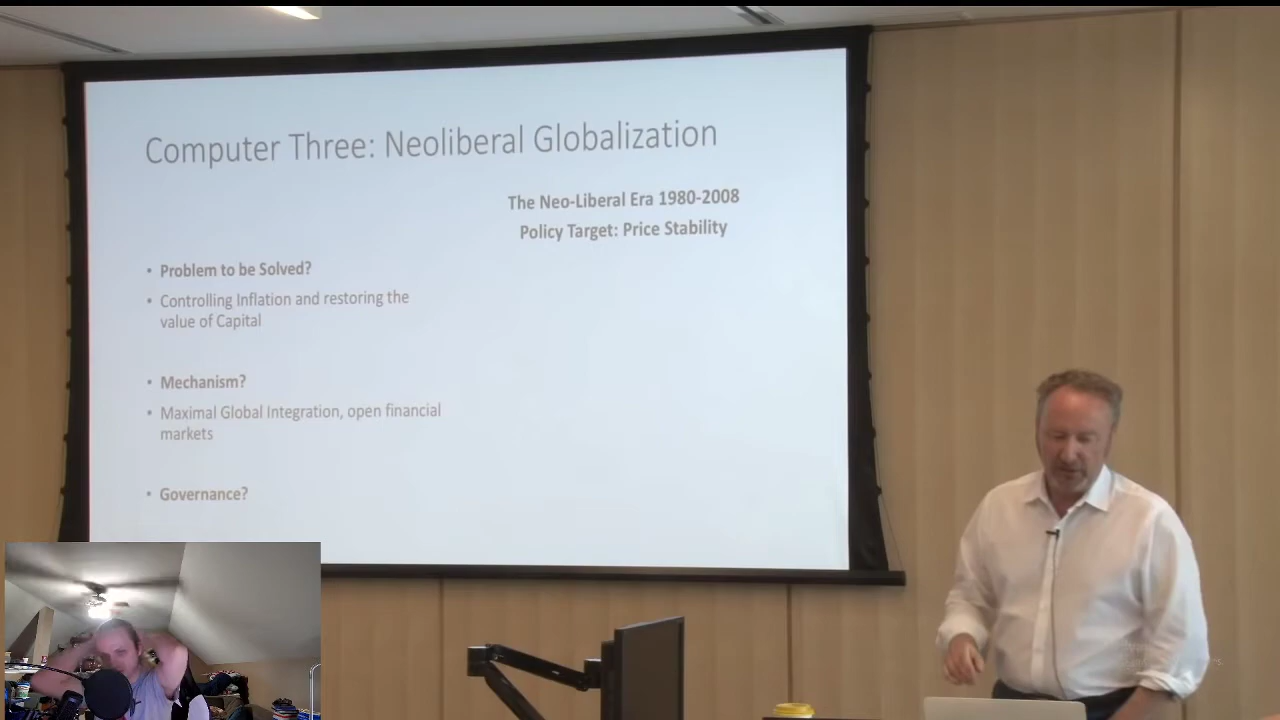 Computer Three: Neoliberal Globalization
The Neo-Liberal Era 1980-2008
Policy Target: Price Stability
• Problem to be Solved?
• Controlling Inflation and restoring the
value of Capital
• Mechanism?
• Maximal Global Integration, open financial
markets
• Governance?